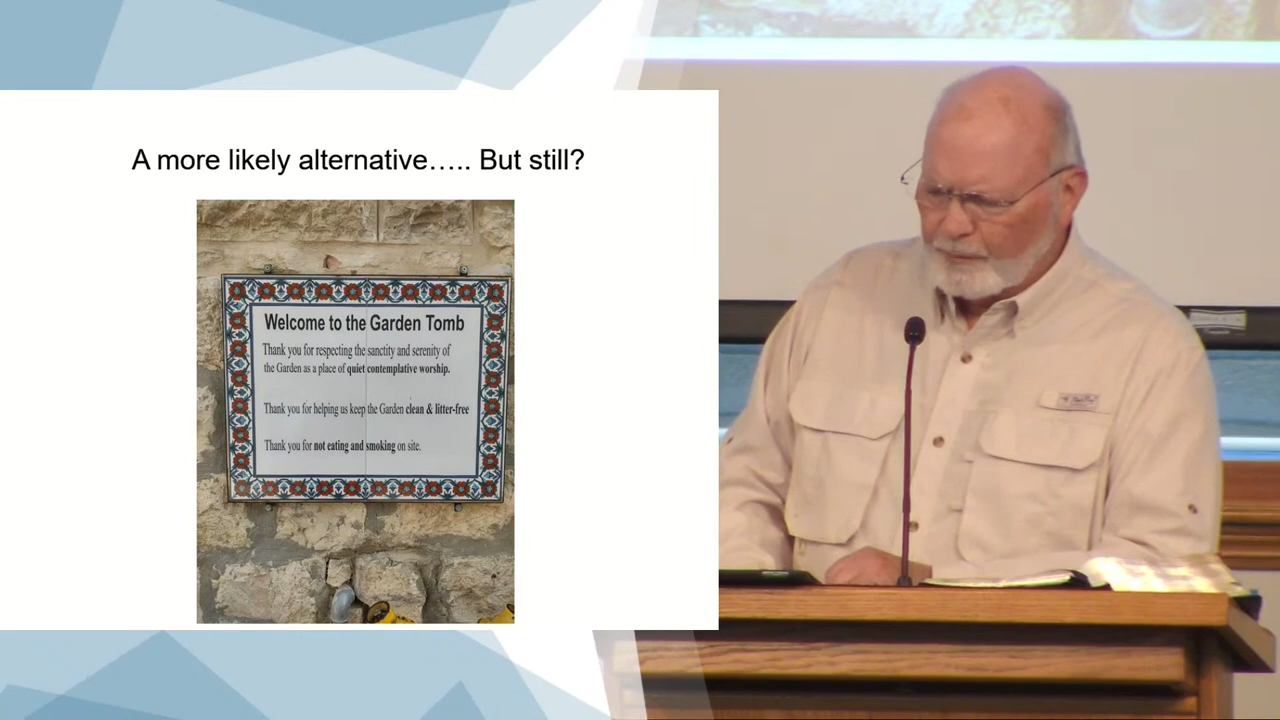 A more likely alternative….. But still?
Welcome to the Garden Tomb
Thank you for respecting the sanctity and serenity of
the Garden as a place of quiet contemplative worship.
Thank you for helping us keep the Garden clean & litter-free
Thank you for not eating and smoking on site.